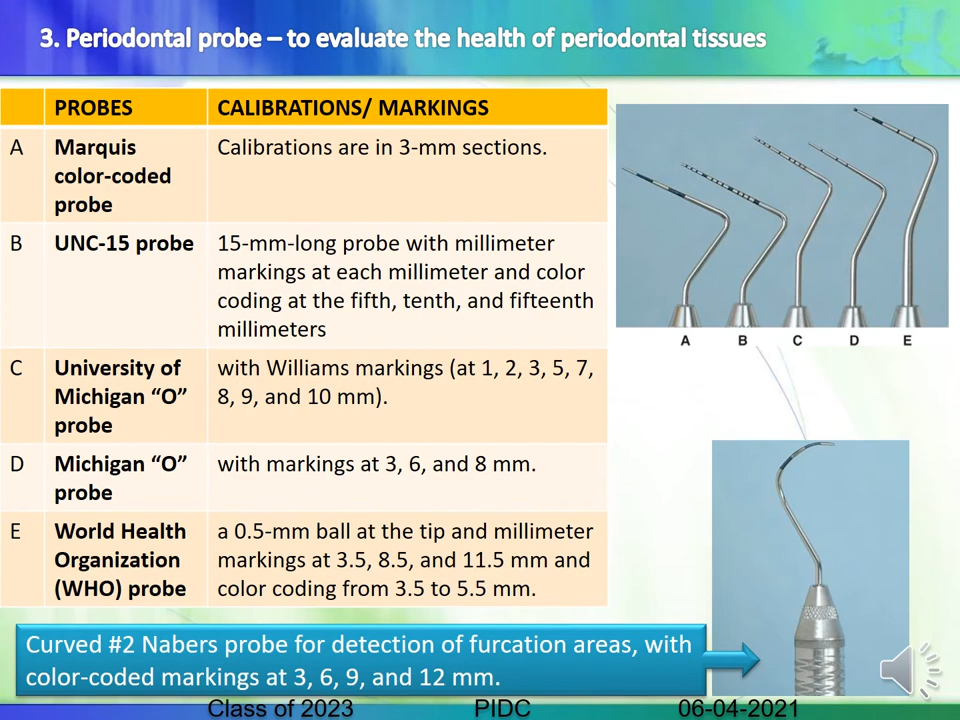 3. Periodontal probe – to evaluate the health of periodontal tissues
PROBES
CALIBRATIONS/ MARKINGS
A
Marquis
color-coded
probe
Calibrations are in 3-mm sections.
B
UNC-15 probe
15-mm-long probe with millimeter
markings at each millimeter and color
coding at the fifth, tenth, and fifteenth
millimeters
C
University of
Michigan “O”
probe
with Williams markings (at 1, 2, 3, 5, 7,
8, 9, and 10 mm).
D
Michigan “O”
probe
with markings at 3, 6, and 8 mm.
E
World Health
Organization
(WHO) probe
a 0.5-mm ball at the tip and millimeter
markings at 3.5, 8.5, and 11.5 mm and
color coding from 3.5 to 5.5 mm.
A B C D E
Curved #2 Nabers probe for detection of furcation areas, with
color-coded markings at 3, 6, 9, and 12 mm.
Class of 2023 PIDC 06-04-2021